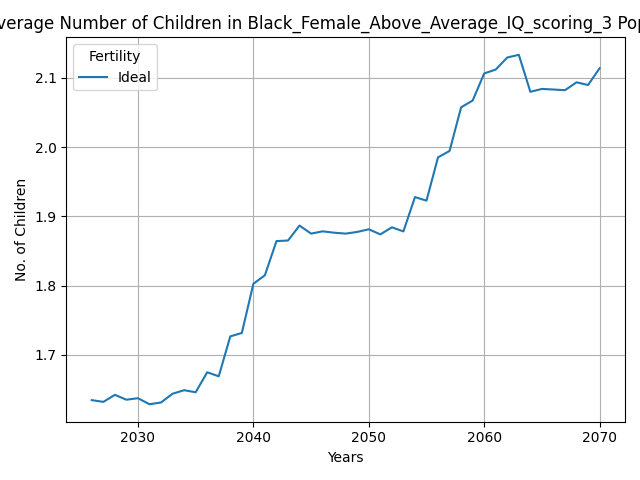 verage Number of Children in Black_Female_Above_Average_IQ_scoring_3 Pop
Fertility
Ideal
No. of Children
2.1
2.0
1.9
1.8
1.7
2030 2040 2050 2060 2070
Years